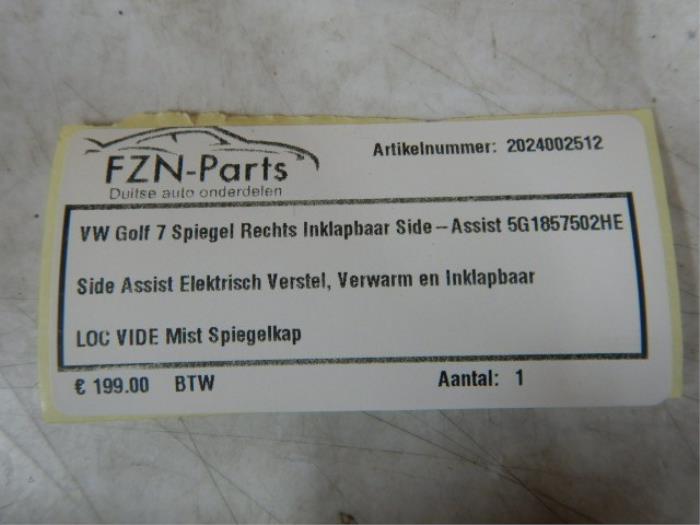 FZN-Parts
Duitse auto onderdelen
Artikelnummer: 2024002512
VW Golf 7 Spiegel Rechts Inklapbaar Side-Assist 5G1857502HE
Side Assist Elektrisch Verstel, Verwarm en Inklapbaar
LOC VIDE Mist Spiegelkap
€ 199.00 BTW
Aantal: 1